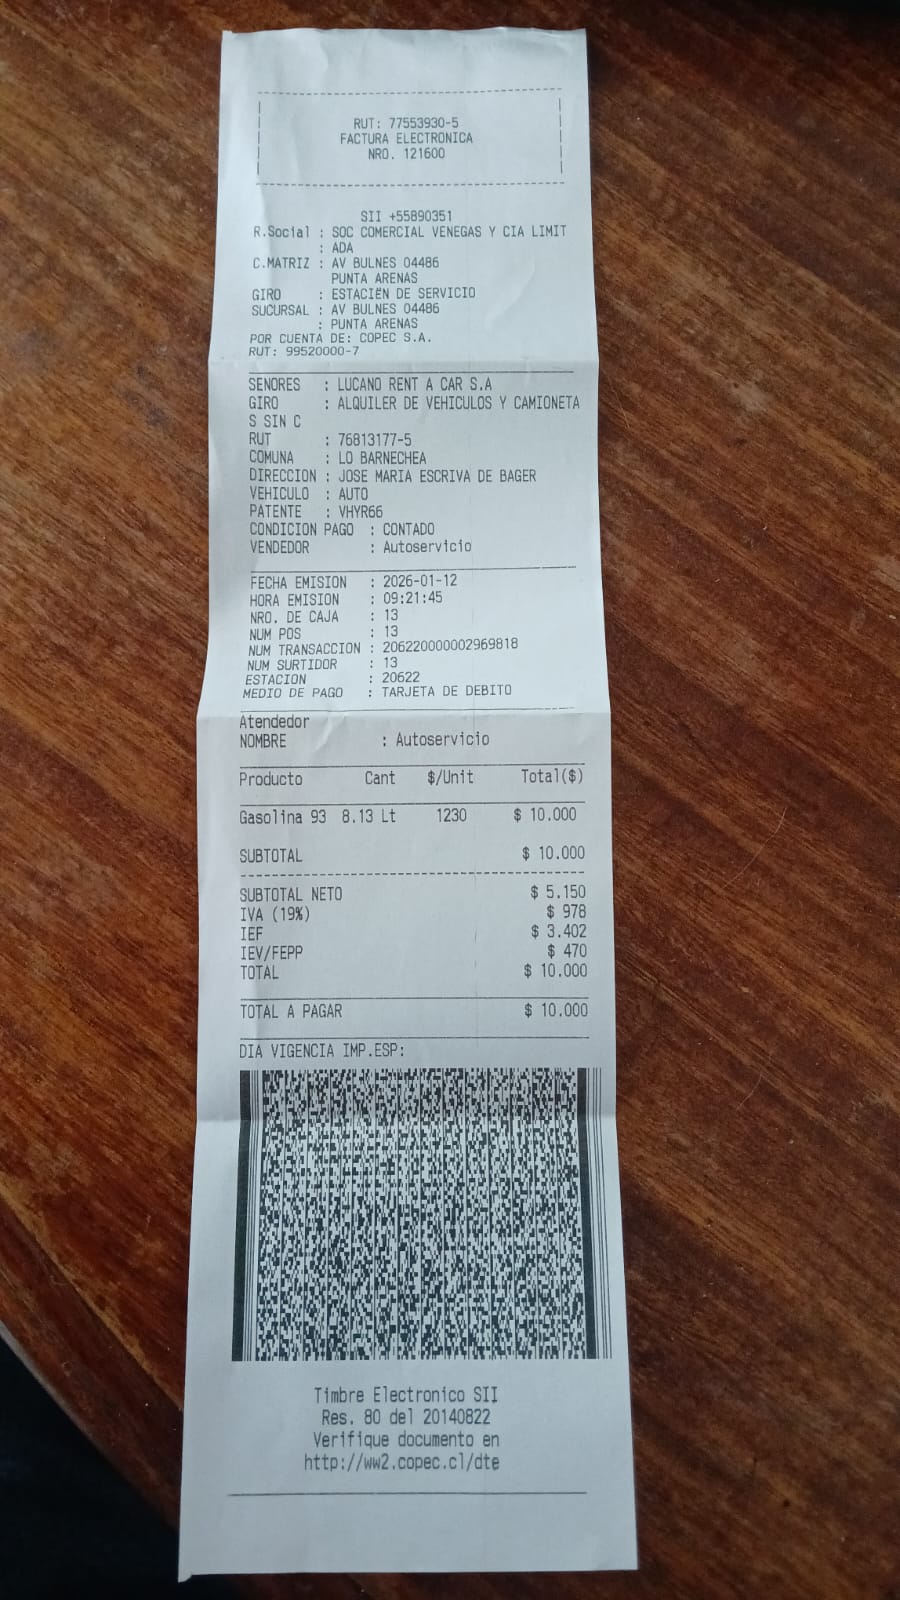 RUT: 77553930-5
FACTURA ELECTRONICA
NRO. 121600
SII +55890351
R.Social : SOC COMERCIAL VENEGAS Y CIA LIMIT
: ADA
C.MATRIZ : AV BULNES 04486
PUNTA ARENAS
GIRO : ESTACIËN DE SERVICIO
SUCURSAL : AV BULNES 04486
: PUNTA ARENAS
POR CUENTA DE: COPEC S.A.
RUT: 99520000-7
SENORES : LUCANO RENT A CAR S.A
GIRO : ALQUILER DE VEHICULOS Y CAMIONETA
S SIN C
RUT : 76813177-5
COMUNA : LO BARNECHEA
DIRECCION : JOSE MARIA ESCRIVA DE BAGER
VEHICULO : AUTO
PATENTE : VHYR66
CONDICION PAGO : CONTADO
VENDEDOR : Autoservicio
FECHA EMISION : 2026-01-12
HORA EMISION : 09:21:45
NRO. DE CAJA : 13
NUM POS : 13
NUM TRANSACCION : 206220000002969818
NUM SURTIDOR : 13
ESTACION : 20622
MEDIO DE PAGO : TARJETA DE DEBITO
Atendedor
NOMBRE : Autoservicio
Producto Cant $/Unit Total($)
Gasolina 93 8.13 Lt 1230 $ 10.000
SUBTOTAL $ 10.000
SUBTOTAL NETO $ 5.150
IVA (19%) $ 978
IEF $ 3.402
IEV/FEPP $ 470
TOTAL $ 10.000
TOTAL A PAGAR $ 10.000
DIA VIGENCIA IMP.ESP:
Timbre Electronico SII
Res. 80 del 20140822
Verifique documento en
http://ww2.copec.cl/dte